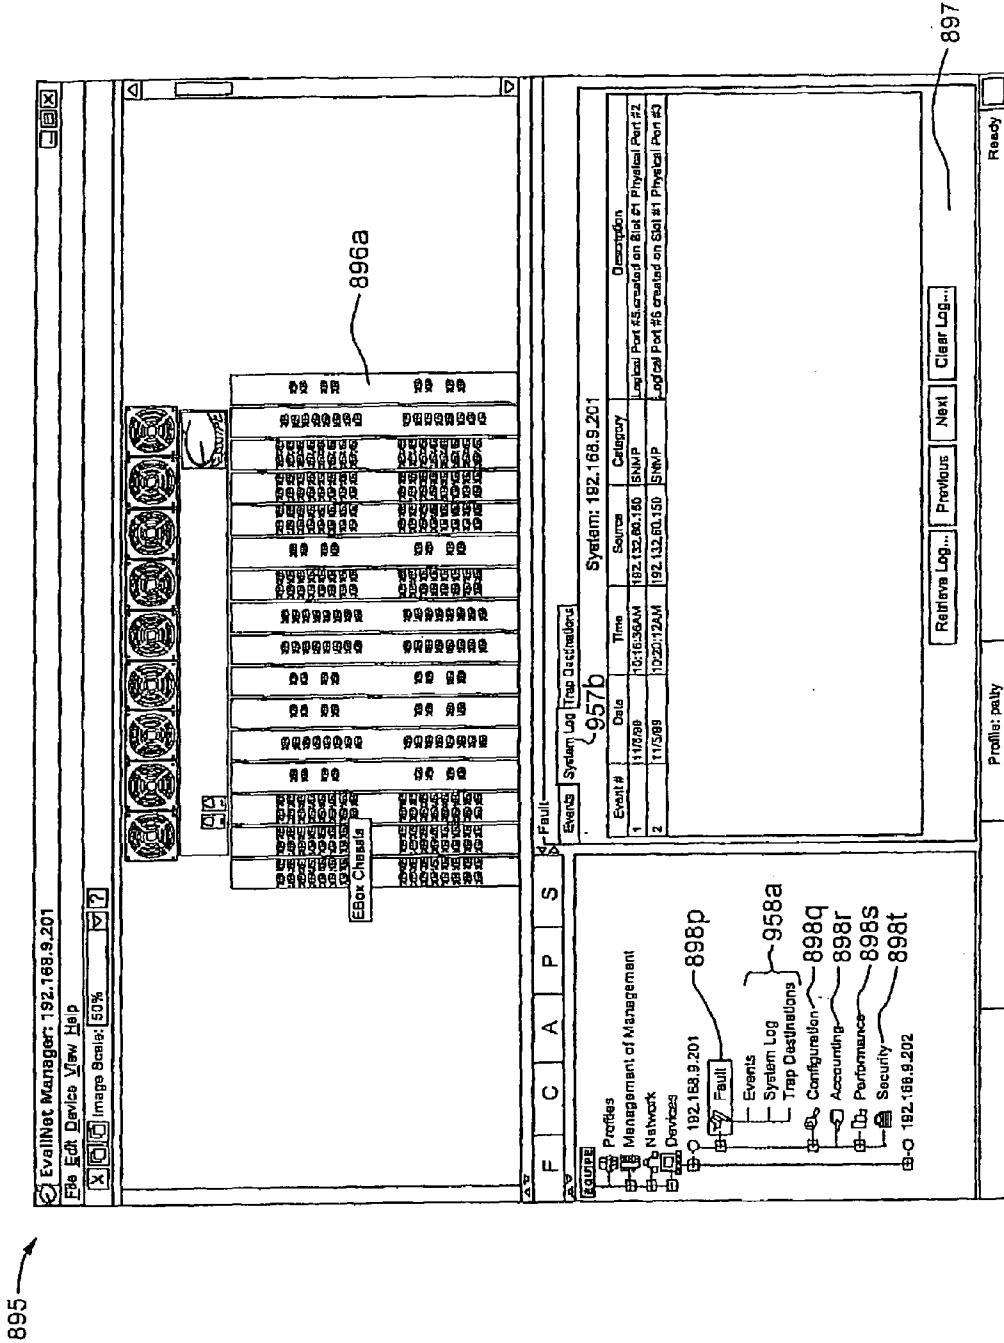 895
EvaliNet Manager: 192.168.9.201
File Edit Device View Help
X Image Scale: 50% ?
896a
EBox Chassis
F C A P S
EQUIPE
Profiles
Management of Management
Network
Devices
192.168.9.201
898p
Fault
Events
System Log
Trap Destinations
958a
Configuration
898q
Accounting
898r
Performance
898s
Security
898t
192.168.9.202
Fault
Events System Log Trap Destinations
957b
System: 192.168.9.201
Event # Date Time Source Category Description
1 11/5/99 10:16:36AM 192.132.60.150 SNMP Logical Port #5 created on Slot #1 Physical Port #2
2 11/5/99 10:20:12AM 192.132.60.150 SNMP Logical Port #6 created on Slot #1 Physical Port #3
Retrieve Log... Previous Next Clear Log...
897
Profile: patty Ready